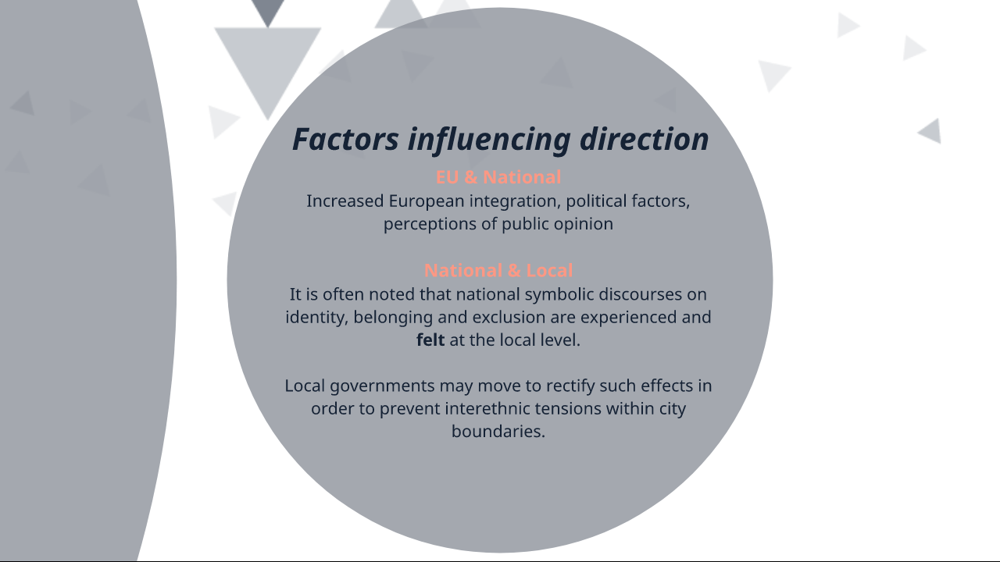 Factors influencing direction
EU & National
Increased European integration, political factors,
perceptions of public opinion
National & Local
It is often noted that national symbolic discourses on
identity, belonging and exclusion are experienced and
felt at the local level.
Local governments may move to rectify such effects in
order to prevent interethnic tensions within city
boundaries.